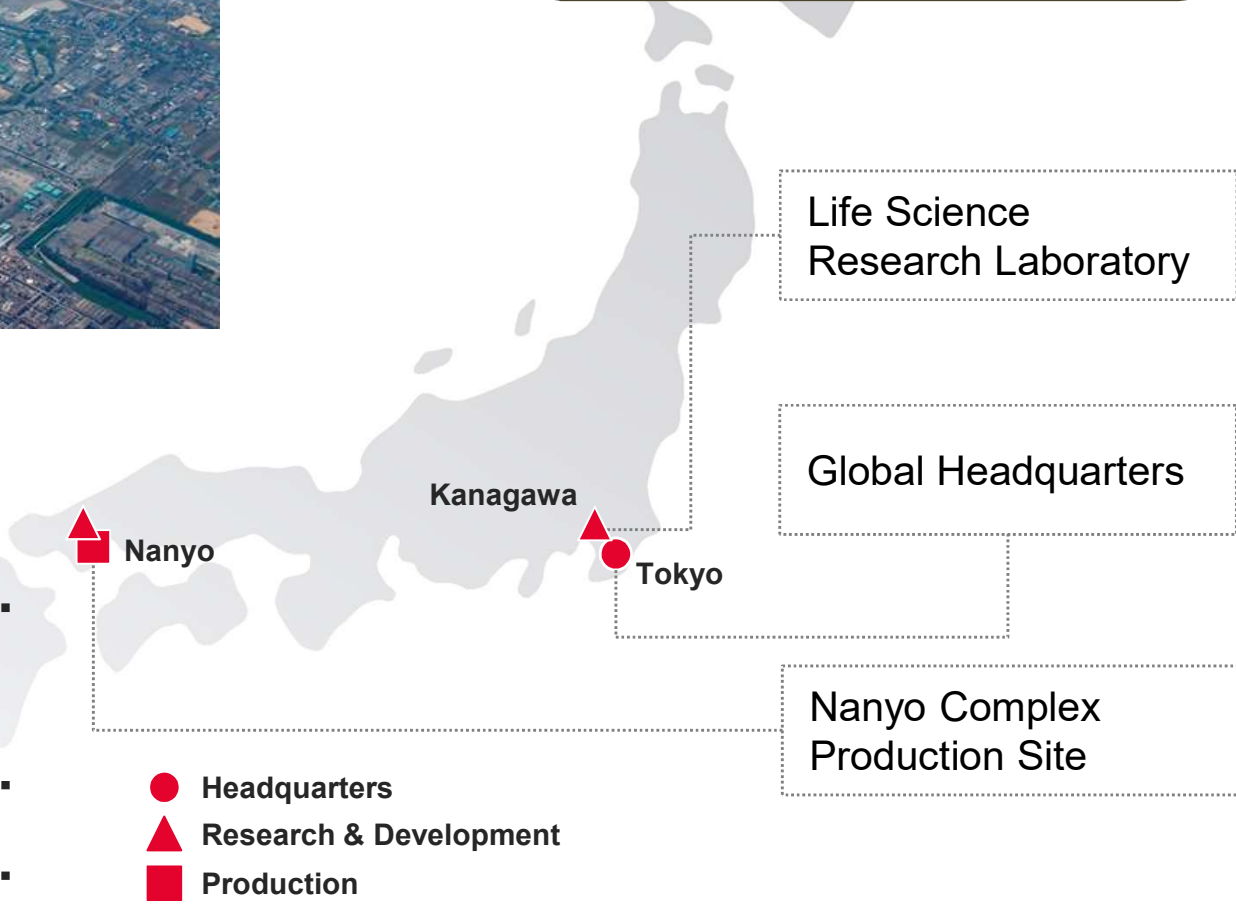 Life Science
Research Laboratory
Global Headquarters
Kanagawa
Nanyo
Tokyo
Nanyo Complex
Production Site
Headquarters
Research & Development
Production